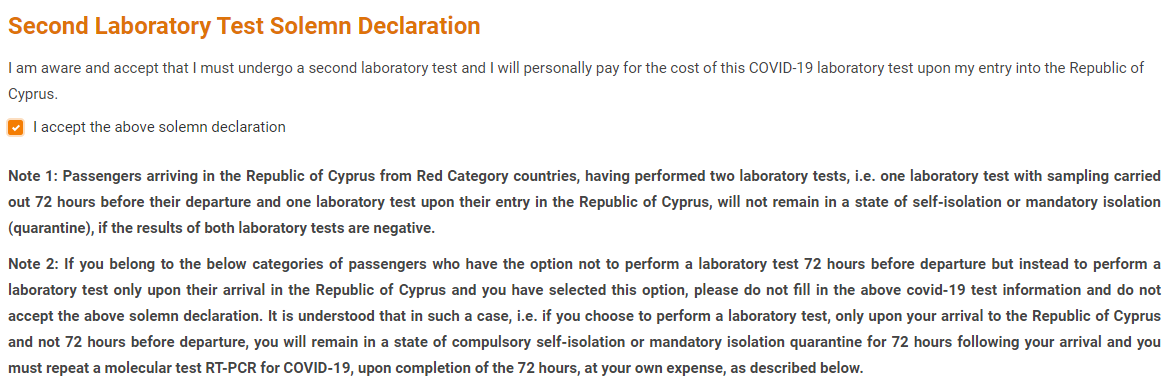 Second Laboratory Test Solemn Declaration
I am aware and accept that I must undergo a second laboratory test and I will personally pay for the cost of this COVID-19 laboratory test upon my entry into the Republic of
Cyprus.
I accept the above solemn declaration
Note 1: Passengers arriving in the Republic of Cyprus from Red Category countries, having performed two laboratory tests, i.e. one laboratory test with sampling carried
out 72 hours before their departure and one laboratory test upon their entry in the Republic of Cyprus, will not remain in a state of self-isolation or mandatory isolation
(quarantine), if the results of both laboratory tests are negative.
Note 2: If you belong to the below categories of passengers who have the option not to perform a laboratory test 72 hours before departure but instead to perform a
laboratory test only upon their arrival in the Republic of Cyprus and you have selected this option, please do not fill in the above covid-19 test information and do not
accept the above solemn declaration. It is understood that in such a case, i.e. if you choose to perform a laboratory test, only upon your arrival to the Republic of Cyprus
and not 72 hours before departure, you will remain in a state of compulsory self-isolation or mandatory isolation quarantine for 72 hours following your arrival and you
must repeat a molecular test RT-PCR for COVID-19, upon completion of the 72 hours, at your own expense, as described below.